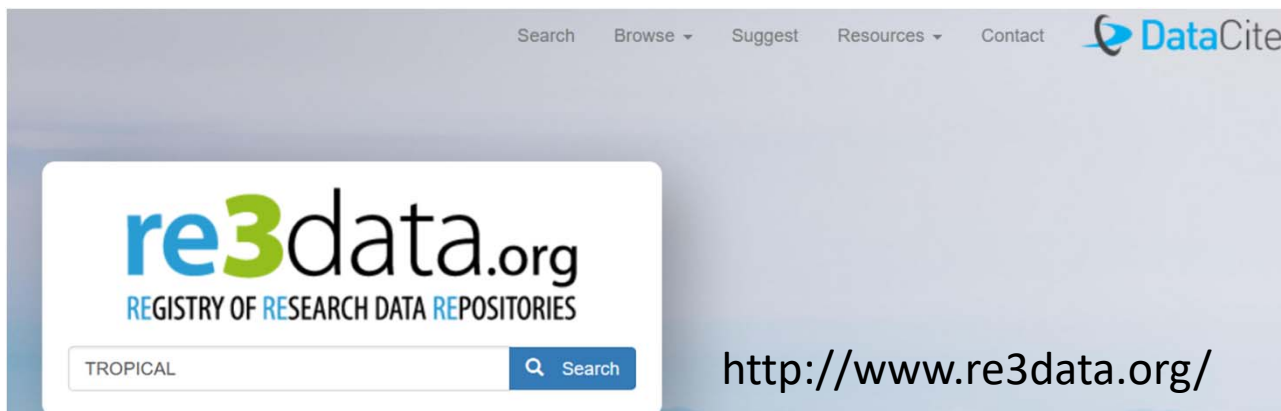 Search Browse Suggest Resources Contact DataCite
re3data.org
REGISTRY OF RESEARCH DATA REPOSITORIES
TROPICAL Search
http://www.re3data.org/